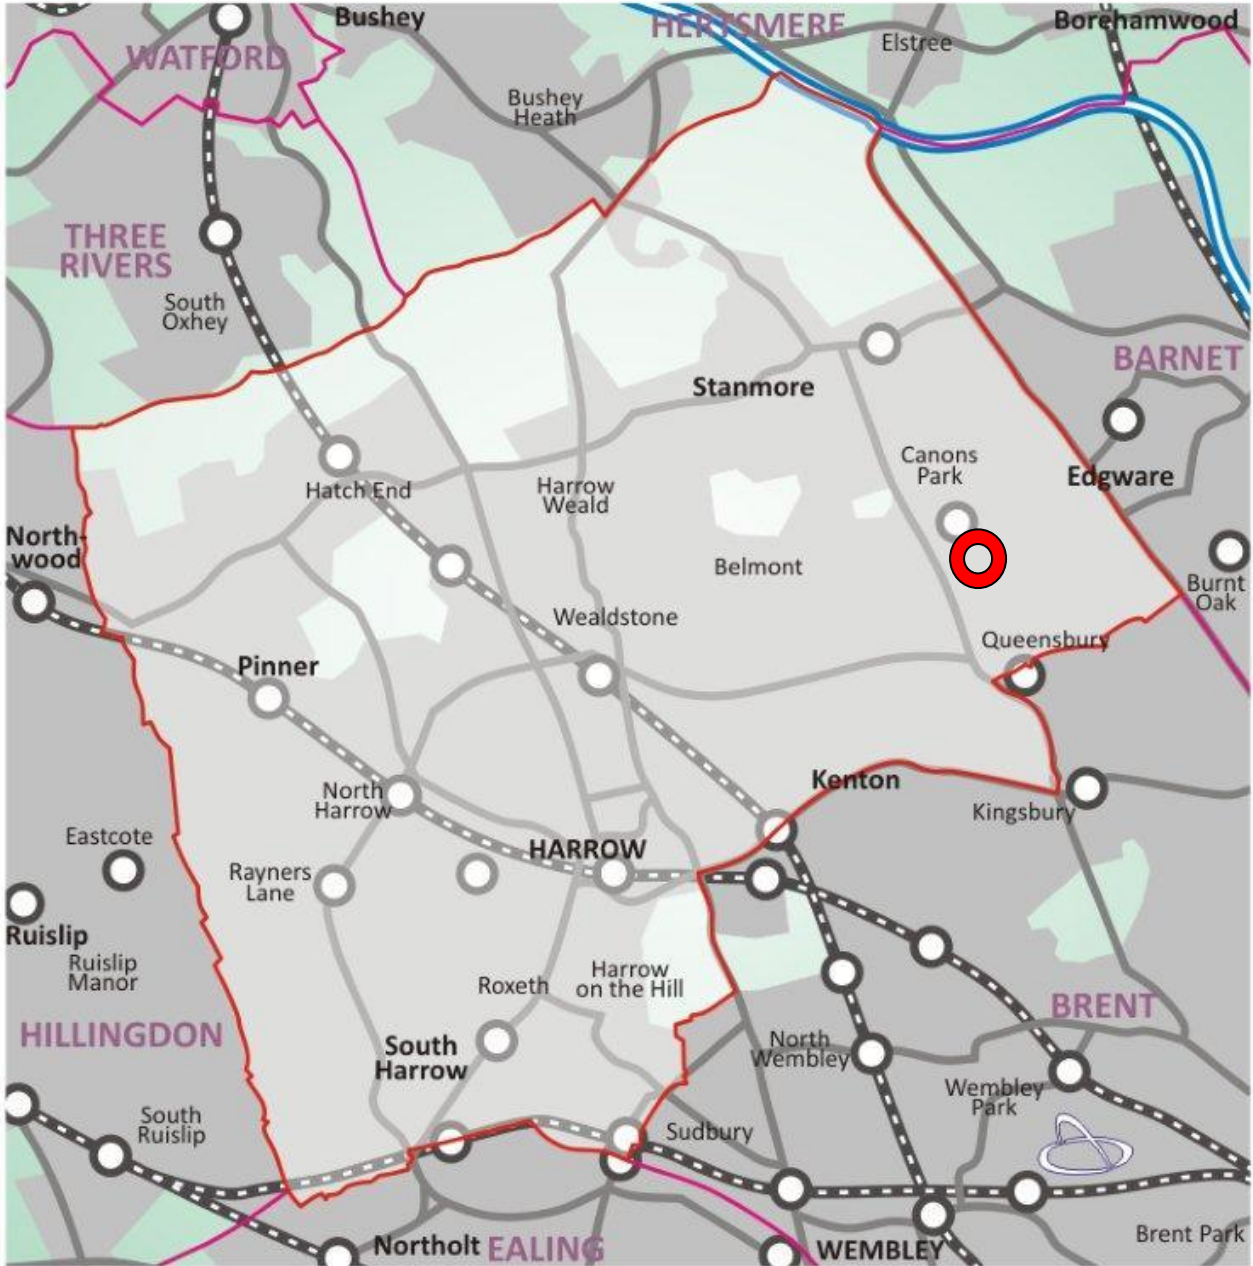 Bushey
HERTSMERE
Borehamwood
Elstree
WATFORD
Bushey
Heath
THREE
RIVERS
South
Oxhey
BARNET
Stanmore
Canons
Park
Edgware
Hatch End
Harrow
Weald
North-
wood
Belmont
Burnt
Oak
Wealdstone
Queensbury
Pinner
Kenton
North
Harrow
Kingsbury
Eastcote
HARROW
Rayners
Lane
Ruislip
Ruislip
Manor
Roxeth
Harrow
on the Hill
BRENT
HILLINGDON
South
Harrow
North
Wembley
Wembley
Park
South
Ruislip
Sudbury
Northolt
EALING
WEMBLEY
Brent Park